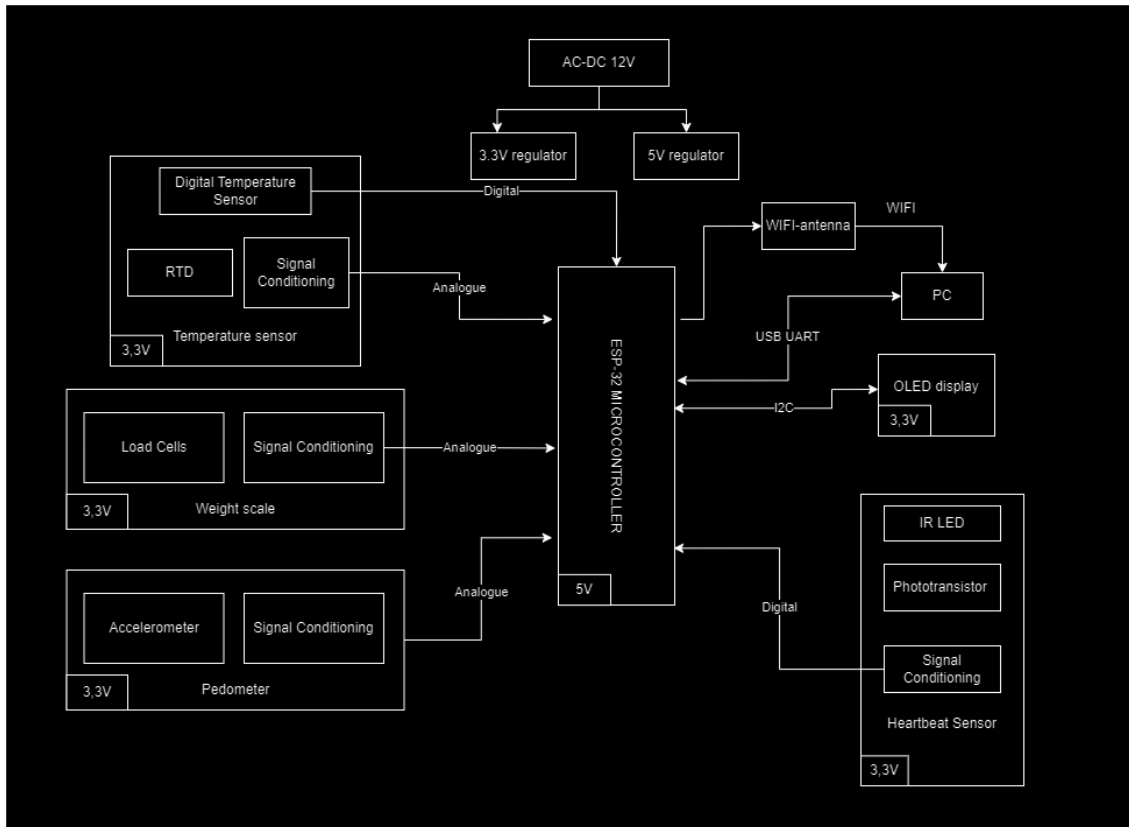 AC-DC 12V
3.3V regulator
5V regulator
Digital Temperature
Sensor
Digital
RTD
Signal
Conditioning
Analogue
Temperature sensor
3,3V
WIFI-antenna
WIFI
PC
USB UART
ESP-32 MICROCONTROLLER
5V
OLED display
3,3V
I2C
Load Cells
Signal Conditioning
Analogue
Weight scale
3,3V
Accelerometer
Signal Conditioning
Analogue
Pedometer
3,3V
IR LED
Phototransistor
Digital
Signal
Conditioning
Heartbeat Sensor
3,3V